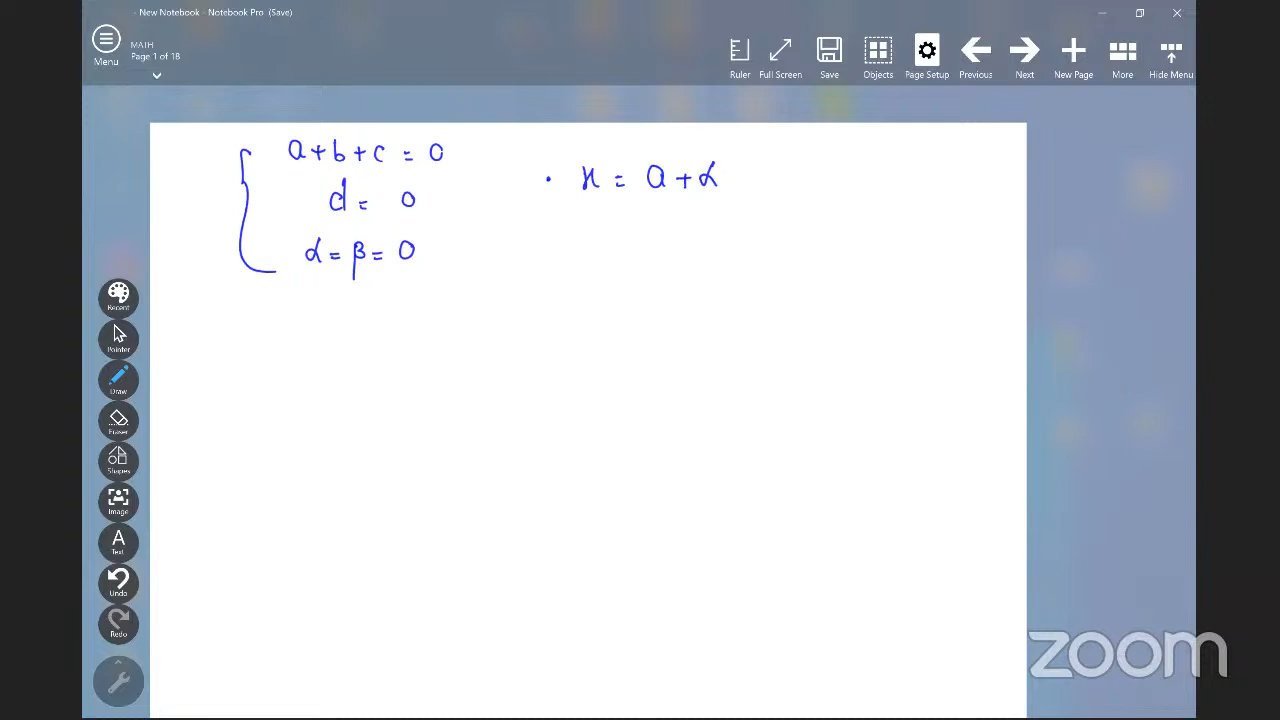 - New Notebook - Notebook Pro (Save)
Menu
MATH
Page 1 of 18
Ruler
Full Screen
Save
Objects
Page Setup
Previous
Next
New Page
More
Hide Menu
a + b + c = 0
d = 0
α = β = 0
· x = a + α
Recent
Pointer
Draw
Eraser
Shapes
Image
A
Text
Undo
Redo
zoom